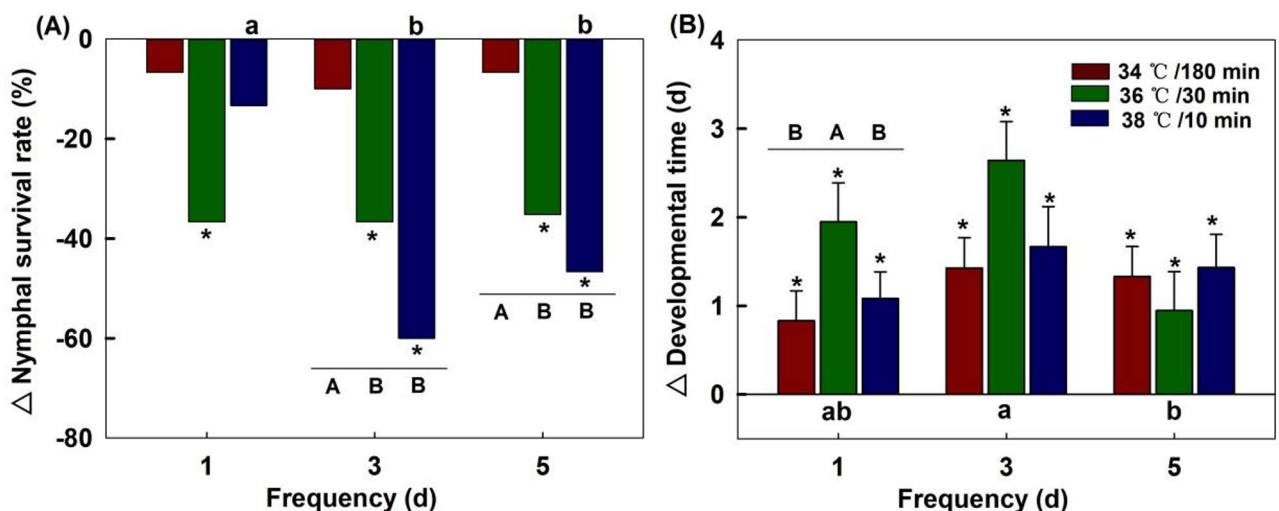 (A)
a b b
0
-20
-40
-60
-80
△ Nymphal survival rate (%)
* * * * *
A B B
A B B
1 3 5
Frequency (d)
(B)
4
3
2
1
0
△ Developmental time (d)
34 ℃ /180 min
36 ℃ /30 min
38 ℃ /10 min
B A B
* * * * * * * * *
ab a b
1 3 5
Frequency (d)